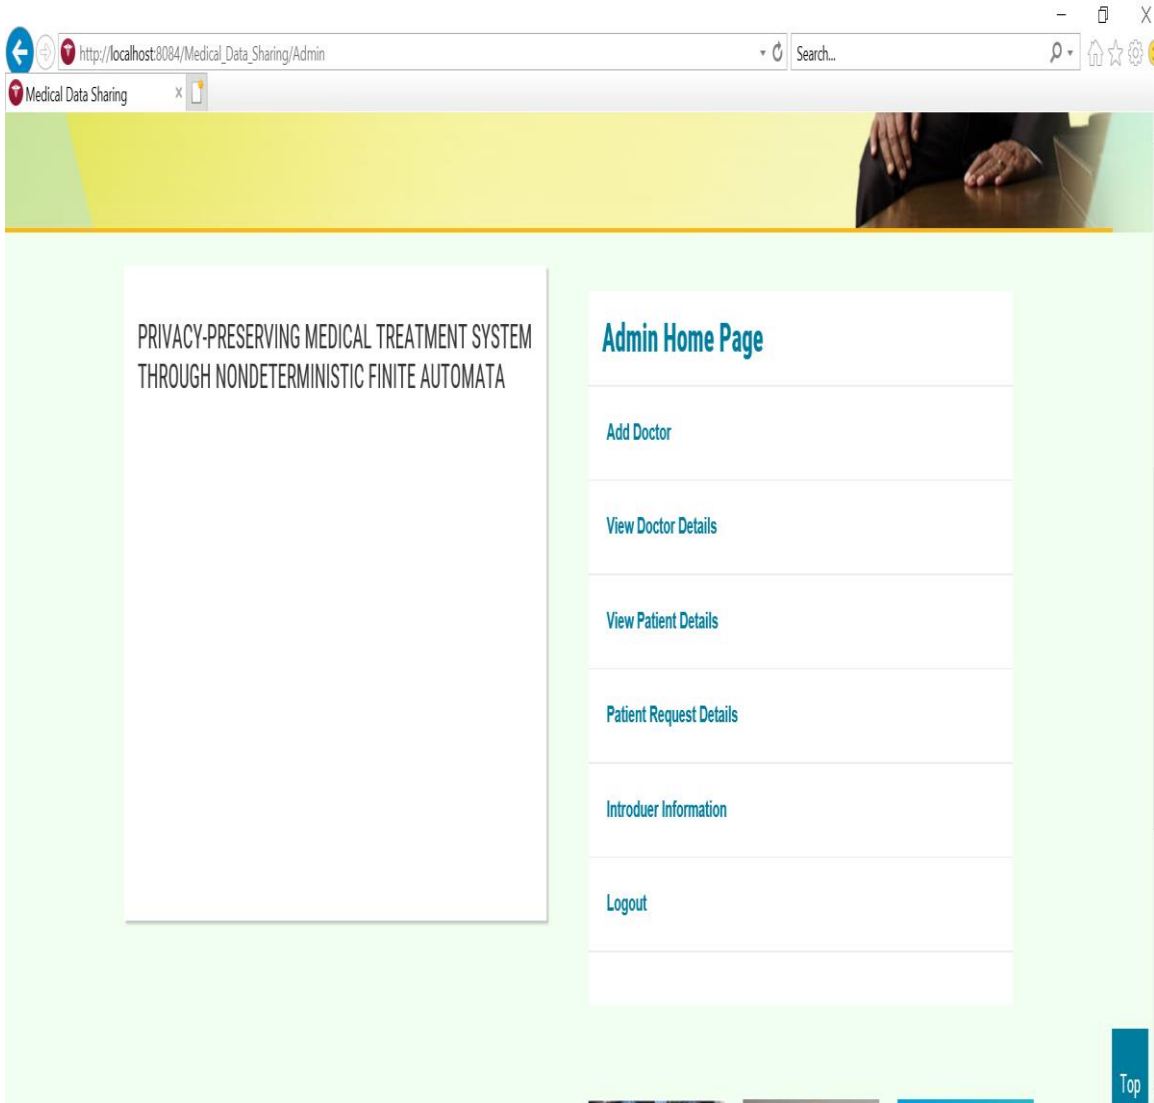 http://localhost:8084/Medical_Data_Sharing/Admin
Search...
Medical Data Sharing
PRIVACY-PRESERVING MEDICAL TREATMENT SYSTEM
THROUGH NONDETERMINISTIC FINITE AUTOMATA
Admin Home Page
Add Doctor
View Doctor Details
View Patient Details
Patient Request Details
Introduer Information
Logout
Top